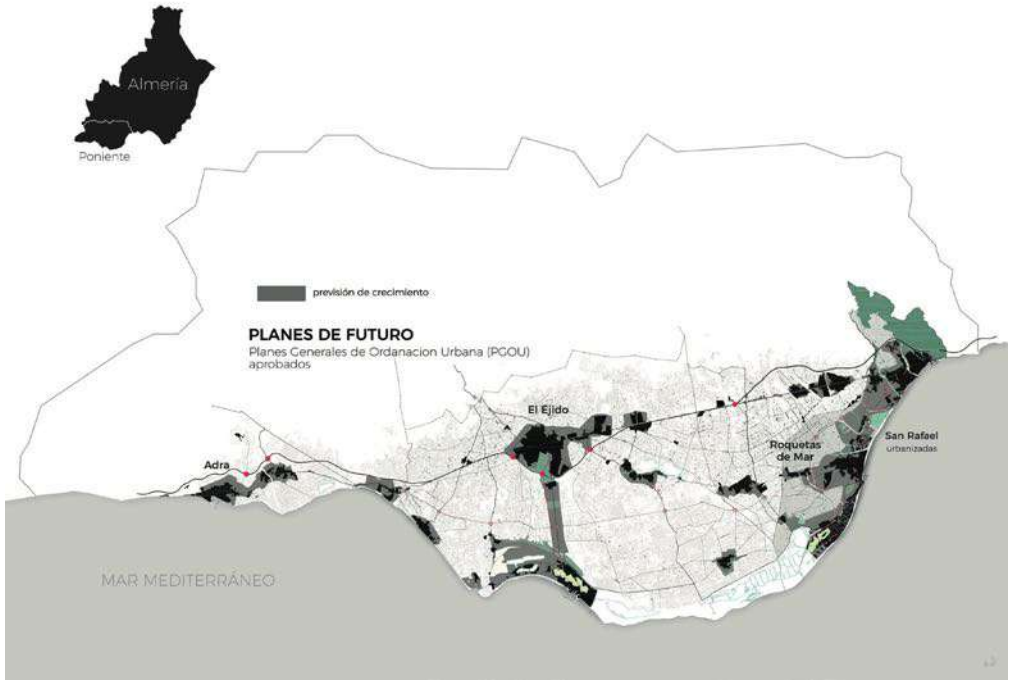 Almería
Poniente
previsión de crecimiento
PLANES DE FUTURO
Planes Generales de Ordanacion Urbana (PGOU)
aprobados
El Ejido
Adra
Roquetas
de Mar
San Rafael
urbanizadas
MAR MEDITERRÁNEO